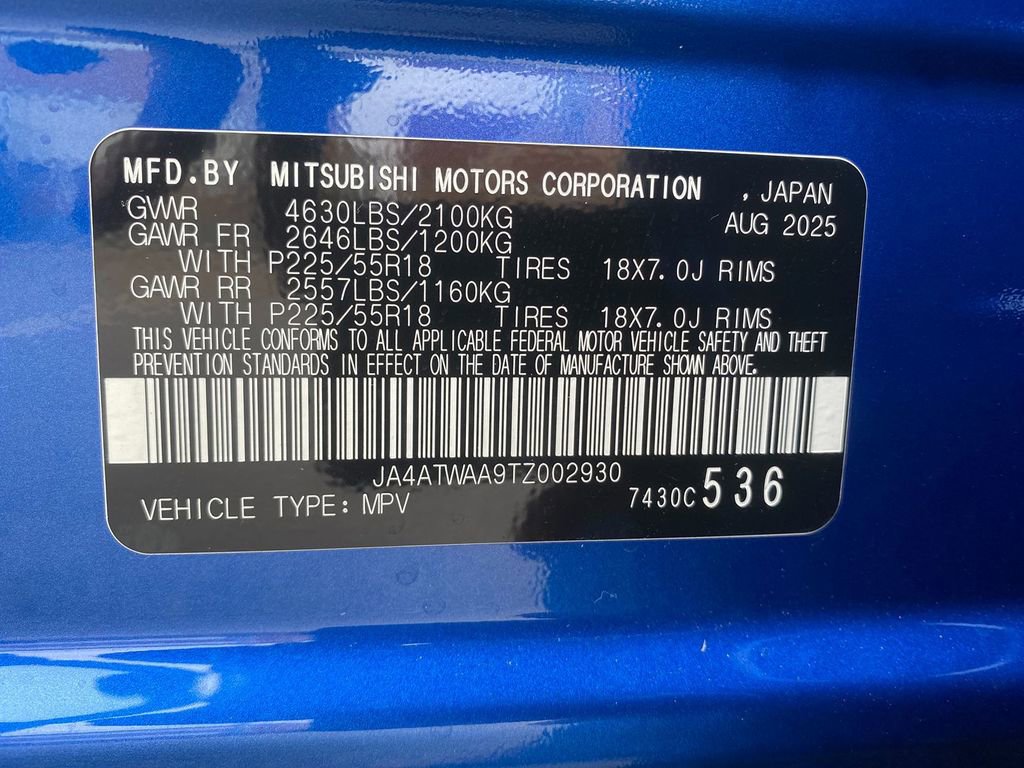 MFD.BY MITSUBISHI MOTORS CORPORATION , JAPAN
GVWR 4630LBS/2100KG AUG 2025
GAWR FR 2646LBS/1200KG
WITH P225/55R18 TIRES 18X7.0J RIMS
GAWR RR 2557LBS/1160KG
WITH P225/55R18 TIRES 18X7.0J RIMS
THIS VEHICLE CONFORMS TO ALL APPLICABLE FEDERAL MOTOR VEHICLE SAFETY AND THEFT
PREVENTION STANDARDS IN EFFECT ON THE DATE OF MANUFACTURE SHOWN ABOVE.
JA4ATWAA9TZ002930
VEHICLE TYPE: MPV 7430C 536